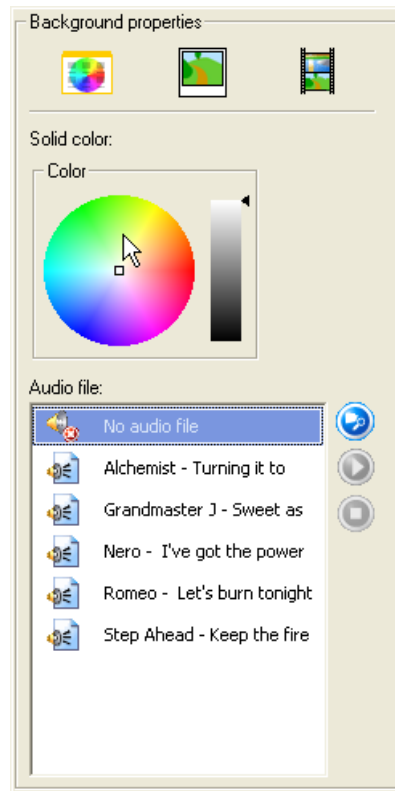 Background properties
Solid color:
Color
Audio file:
No audio file
Alchemist - Turning it to
Grandmaster J - Sweet as
Nero -  I've got the power
Romeo -  Let's burn tonight
Step Ahead - Keep the fire